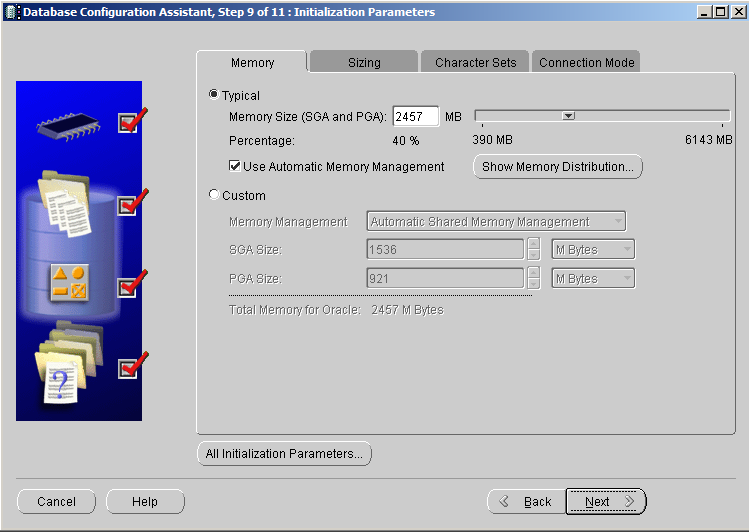 Database Configuration Assistant, Step 9 of 11 : Initialization Parameters
Memory Sizing Character Sets Connection Mode
Typical
Memory Size (SGA and PGA): 2457 MB
Percentage: 40 % 390 MB 6143 MB
Use Automatic Memory Management Show Memory Distribution...
Custom
Memory Management Automatic Shared Memory Management
SGA Size: 1536 M Bytes
PGA Size: 921 M Bytes
Total Memory for Oracle: 2457 M Bytes
?
All Initialization Parameters...
Cancel Help Back Next